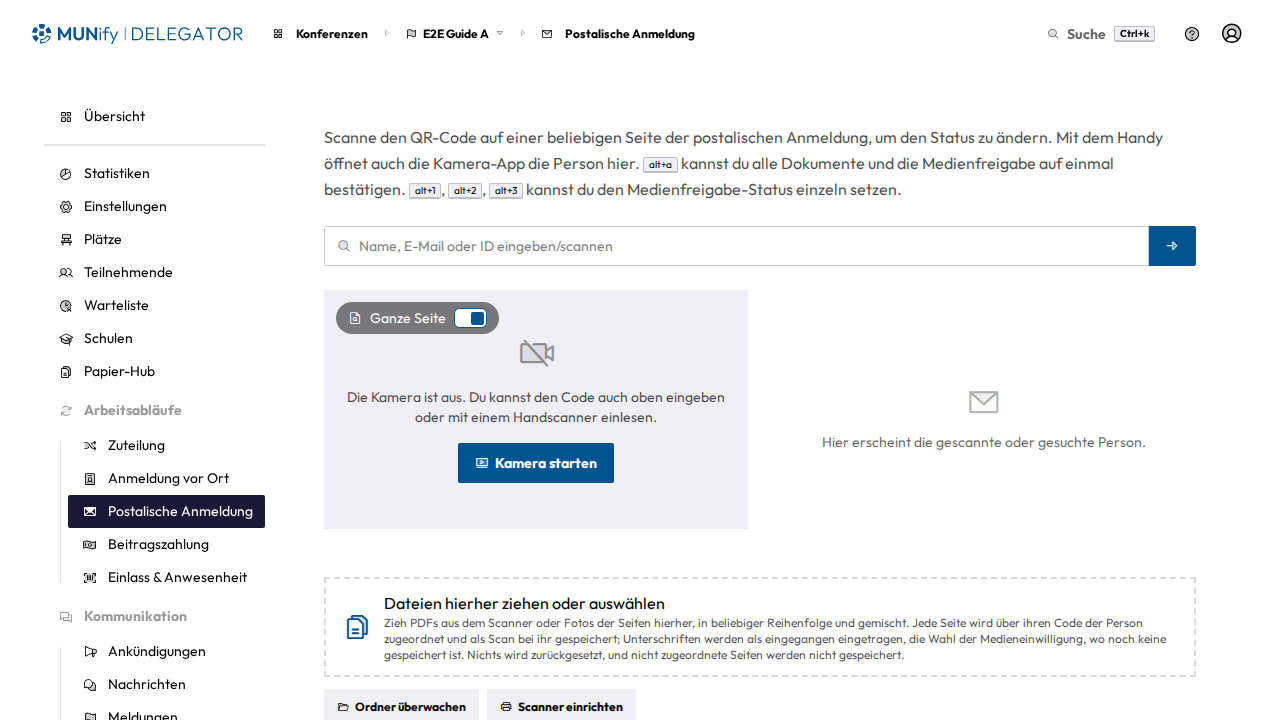 MUNify | DELEGATOR
Konferenzen
E2E Guide A
Postalische Anmeldung
Suche
Ctrl+k
Übersicht
Statistiken
Einstellungen
Plätze
Teilnehmende
Warteliste
Schulen
Papier-Hub
Arbeitsabläufe
Zuteilung
Anmeldung vor Ort
Postalische Anmeldung
Beitragszahlung
Einlass & Anwesenheit
Kommunikation
Ankündigungen
Nachrichten
Meldungen
Scanne den QR-Code auf einer beliebigen Seite der postalischen Anmeldung, um den Status zu ändern. Mit dem Handy
öffnet auch die Kamera-App die Person hier. alt+a kannst du alle Dokumente und die Medienfreigabe auf einmal
bestätigen. alt+1, alt+2, alt+3 kannst du den Medienfreigabe-Status einzeln setzen.
Name, E-Mail oder ID eingeben/scannen
Ganze Seite
Die Kamera ist aus. Du kannst den Code auch oben eingeben
oder mit einem Handscanner einlesen.
Kamera starten
Hier erscheint die gescannte oder gesuchte Person.
Dateien hierher ziehen oder auswählen
Zieh PDFs aus dem Scanner oder Fotos der Seiten hierher, in beliebiger Reihenfolge und gemischt. Jede Seite wird über ihren Code der Person
zugeordnet und als Scan bei ihr gespeichert; Unterschriften werden als eingegangen eingetragen, die Wahl der Medieneinwilligung, wo noch keine
gespeichert ist. Nichts wird zurückgesetzt, und nicht zugeordnete Seiten werden nicht gespeichert.
Ordner überwachen
Scanner einrichten